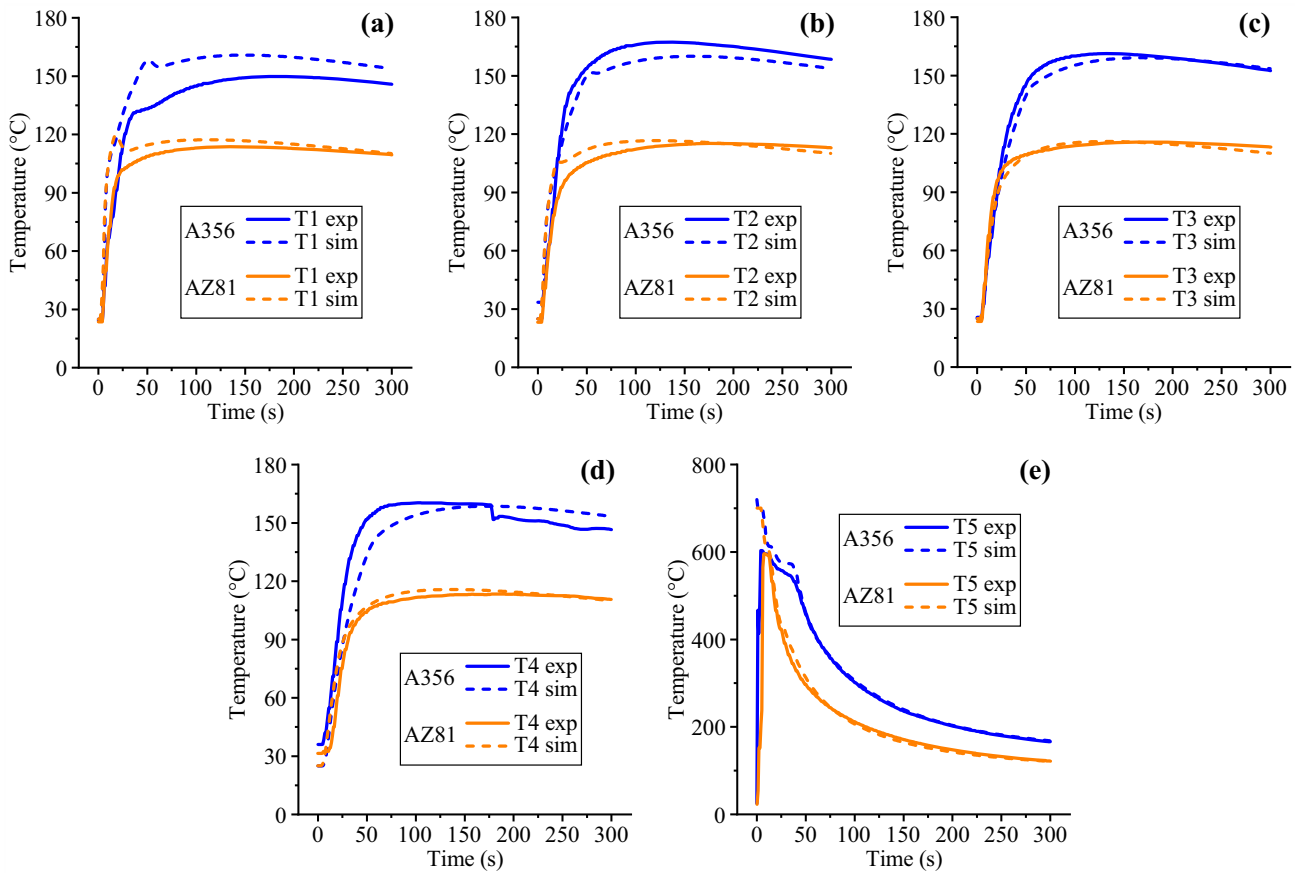 (a)
180
150
120
90
60
30
0
Temperature (°C)
A356
T1 exp
T1 sim
AZ81
T1 exp
T1 sim
0 50 100 150 200 250 300
Time (s)
(b)
180
150
120
90
60
30
0
Temperature (°C)
A356
T2 exp
T2 sim
AZ81
T2 exp
T2 sim
0 50 100 150 200 250 300
Time (s)
(c)
180
150
120
90
60
30
0
Temperature (°C)
A356
T3 exp
T3 sim
AZ81
T3 exp
T3 sim
0 50 100 150 200 250 300
Time (s)
(d)
180
150
120
90
60
30
0
Temperature (°C)
A356
T4 exp
T4 sim
AZ81
T4 exp
T4 sim
0 50 100 150 200 250 300
Time (s)
(e)
800
600
400
200
0
Temperature (°C)
A356
T5 exp
T5 sim
AZ81
T5 exp
T5 sim
0 50 100 150 200 250 300
Time (s)